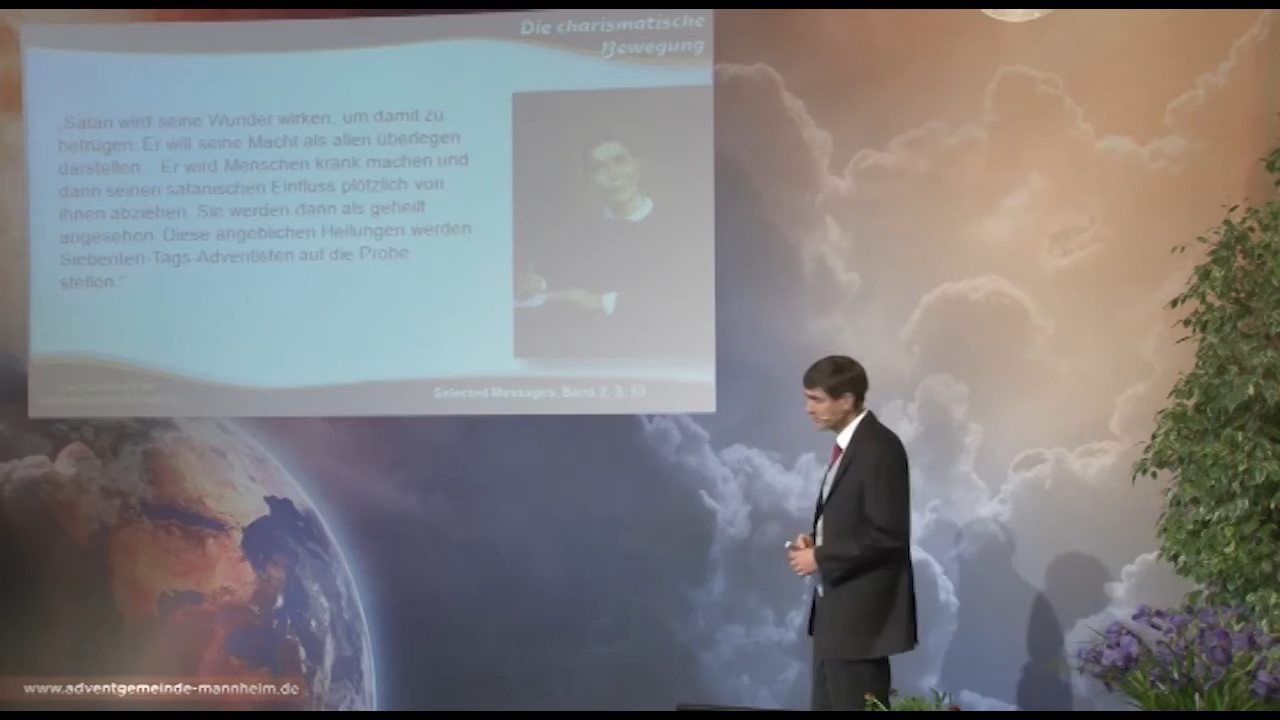 Die charismatische
Bewegung
„Satan wird seine Wunder wirken, um damit zu
betrügen. Er will seine Macht als allen überlegen
darstellen... Er wird Menschen krank machen und
dann seinen satanischen Einfluss plötzlich von
ihnen abziehen. Sie werden dann als geheilt
angesehen. Diese angeblichen Heilungen werden
Siebenten-Tags-Adventisten auf die Probe
stellen.“
Selected Messages, Band 2, S. 53
www.adventgemeinde-mannheim.de